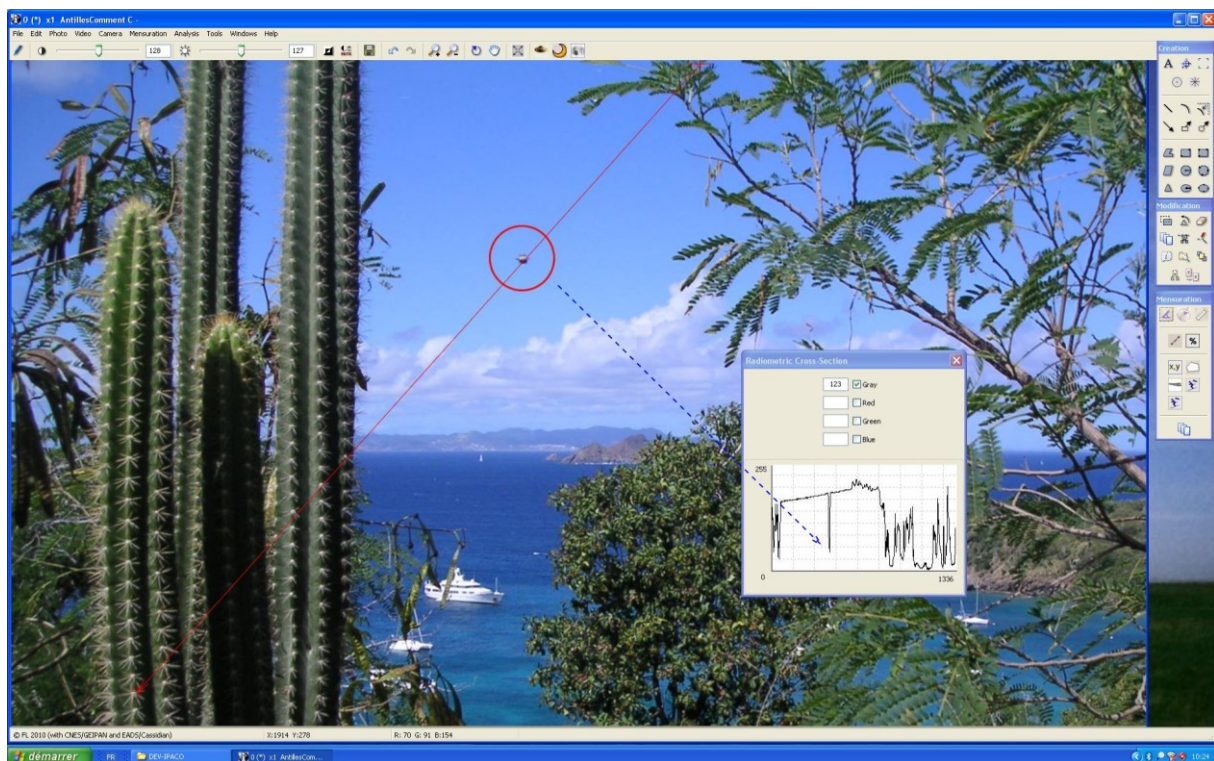 0 (*) x1 AntillesComment C -
File Edit Photo Video Camera Mensuration Analysis Tools Windows Help
128
127
Creation
A
Modification
Mensuration
%
x,y
Radiometric Cross-Section
123 Gray
Red
Green
Blue
255
0
1336
© FL 2010 (with CNES/GEIPAN and EADS/Cassidian) X:1914 Y:278 R: 70 G: 91 B:154
démarrer FR DEV-IPACO 0 (*) x1 AntillesCom... 10:24